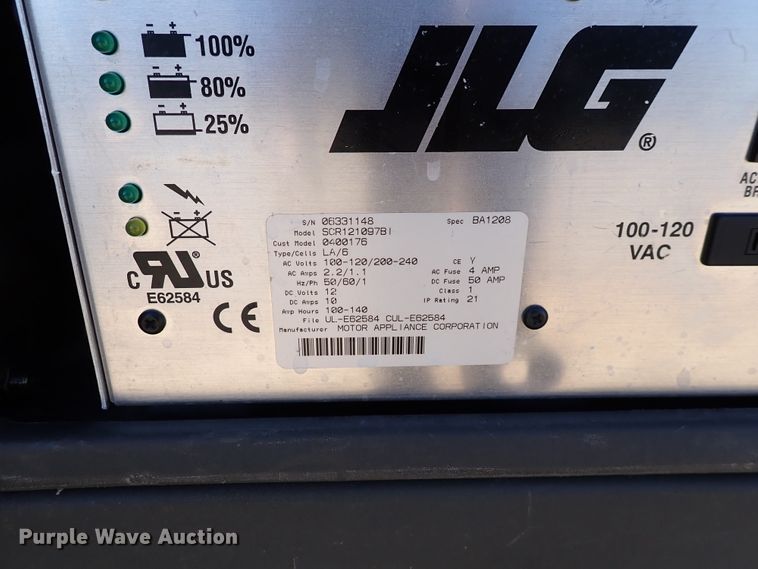 100%
80%
25%
JLG®
AC
100-120
VAC
C RU US
E62584
CE
S/N 06331148 Spec BA1208
Model SCR121097BI
Cust Model 0400176
Type/Cells LA/6
AC Volts 100-120/200-240 CE Y
AC Amps 2.2/1.1 AC Fuse 4 AMP
Hz/Ph 50/60/1 DC Fuse 50 AMP
DC Volts 12 Class 1
DC Amps 10 IP Rating 21
Amp Hours 100-140
File UL-E62584 CUL-E62584
Manufacturer MOTOR APPLIANCE CORPORATION
Purple Wave Auction